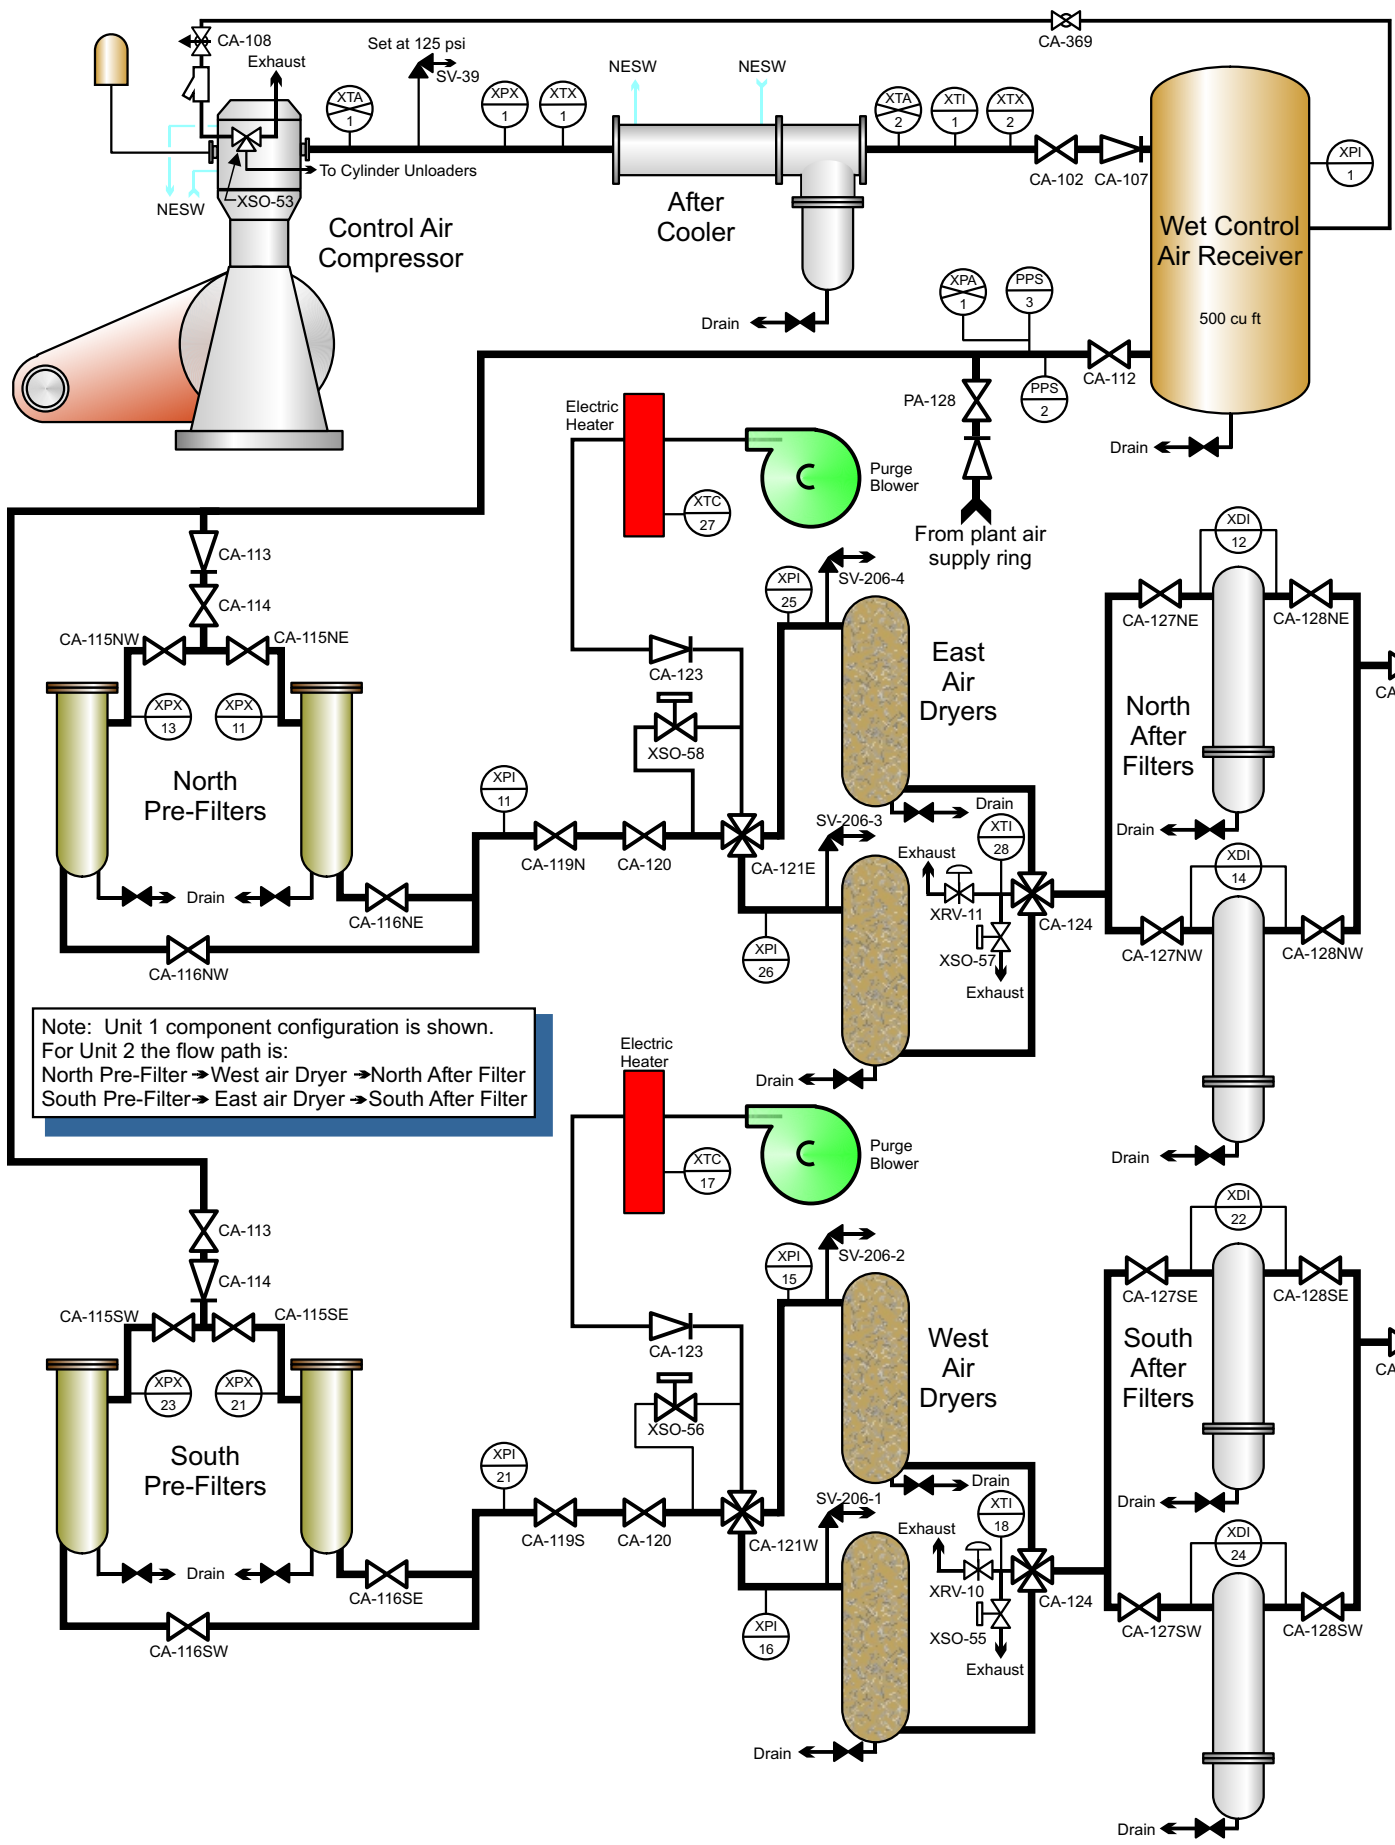 CA-108
Exhaust
Set at 125 psi
SV-39
CA-369
NESW
NESW
XTA
1
XPX
1
XTX
1
XTA
2
XTI
1
XTX
2
XPI
1
To Cylinder Unloaders
CA-102
CA-107
NESW
XSO-53
Control Air
Compressor
After
Cooler
Wet Control
Air Receiver
500 cu ft
XPA
1
PPS
3
Drain
CA-112
PPS
2
PA-128
Electric
Heater
Purge
Blower
Drain
XTC
27
From plant air
supply ring
XDI
12
CA-113
CA-114
XPI
25
SV-206-4
CA-115NW
CA-115NE
CA-127NE
CA-128NE
CA-123
East
Air
Dryers
CA
XPX
13
XPX
11
XSO-58
North
After
Filters
North
Pre-Filters
XPI
11
Drain
SV-206-3
XTI
28
Drain
CA-119N
CA-120
CA-121E
Exhaust
XDI
14
Drain
XRV-11
CA-116NE
CA-124
CA-127NW
CA-128NW
XPI
26
XSO-57
CA-116NW
Exhaust
Note: Unit 1 component configuration is shown.
For Unit 2 the flow path is:
North Pre-Filter → West air Dryer → North After Filter
South Pre-Filter → East air Dryer → South After Filter
Electric
Heater
Drain
Purge
Blower
XTC
17
Drain
XDI
22
CA-113
CA-114
XPI
15
SV-206-2
CA-115SW
CA-115SE
CA-127SE
CA-128SE
CA-123
West
Air
Dryers
South
After
Filters
CA
XPX
23
XPX
21
XSO-56
South
Pre-Filters
XPI
21
Drain
SV-206-1
XTI
18
Drain
CA-119S
CA-120
CA-121W
Exhaust
XDI
24
Drain
XRV-10
CA-116SE
CA-124
CA-127SW
CA-128SW
XPI
16
XSO-55
CA-116SW
Exhaust
Drain
Drain